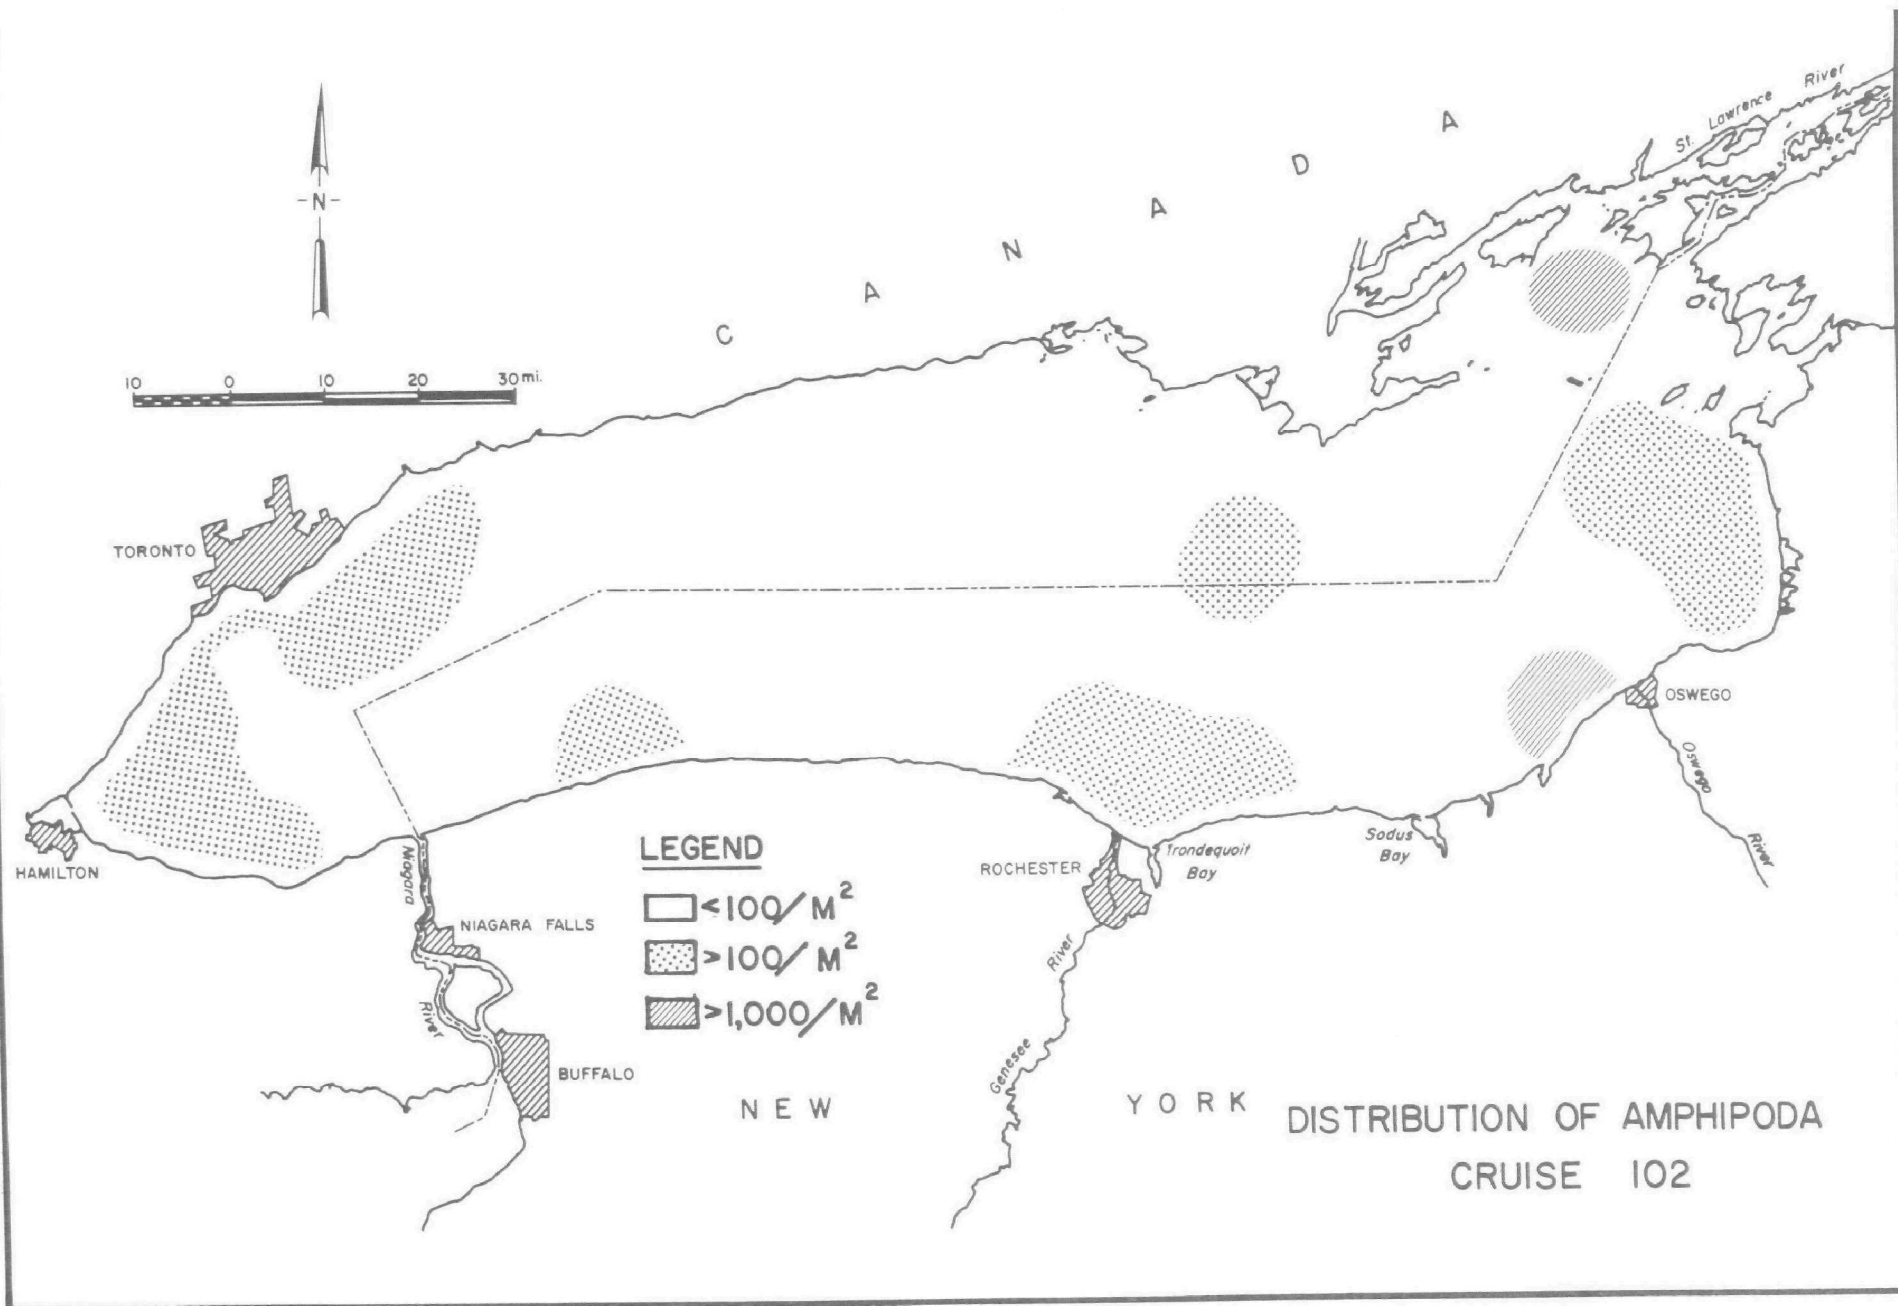 St. Lawrence River
C A N A D A
-N-
10 0 10 20 30 mi.
TORONTO
OSWEGO
Oswego
River
HAMILTON
Niagara
River
NIAGARA FALLS
BUFFALO
LEGEND
<100/M²
>100/M²
>1,000/M²
ROCHESTER
Irondequoit
Bay
Sodus
Bay
River
Genesee
NEW YORK
DISTRIBUTION OF AMPHIPODA
CRUISE 102